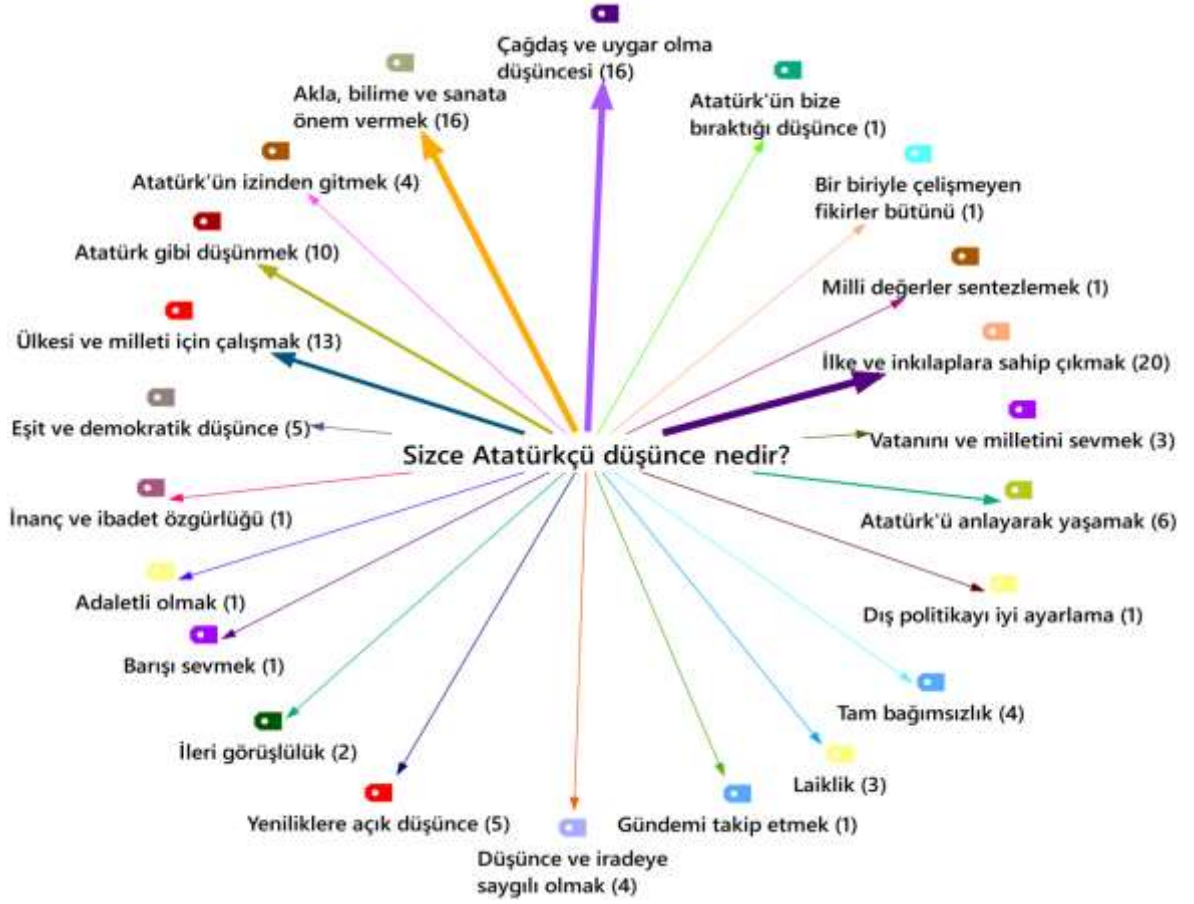 Çağdaş ve uygar olma
düşüncesi (16)
Akla, bilime ve sanata
önem vermek (16)
Atatürk'ün bize
bıraktığı düşünce (1)
Atatürk'ün izinden gitmek (4)
Bir biriyle çelişmeyen
fikirler bütünü (1)
Atatürk gibi düşünmek (10)
Milli değerler sentezlemek (1)
Ülkesi ve milleti için çalışmak (13)
İlke ve inkılaplara sahip çıkmak (20)
Eşit ve demokratik düşünce (5)
Vatanını ve milletini sevmek (3)
Sizce Atatürkçü düşünce nedir?
İnanç ve ibadet özgürlüğü (1)
Atatürk'ü anlayarak yaşamak (6)
Adaletli olmak (1)
Dış politikayı iyi ayarlama (1)
Barışı sevmek (1)
Tam bağımsızlık (4)
İleri görüşlülük (2)
Laiklik (3)
Yeniliklere açık düşünce (5)
Gündemi takip etmek (1)
Düşünce ve iradeye
saygılı olmak (4)